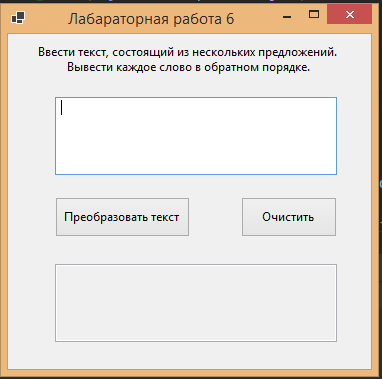 Лабараторная работа 6
Ввести текст, состоящий из нескольких предложений.
Вывести каждое слово в обратном порядке.
Преобразовать текст
Очистить